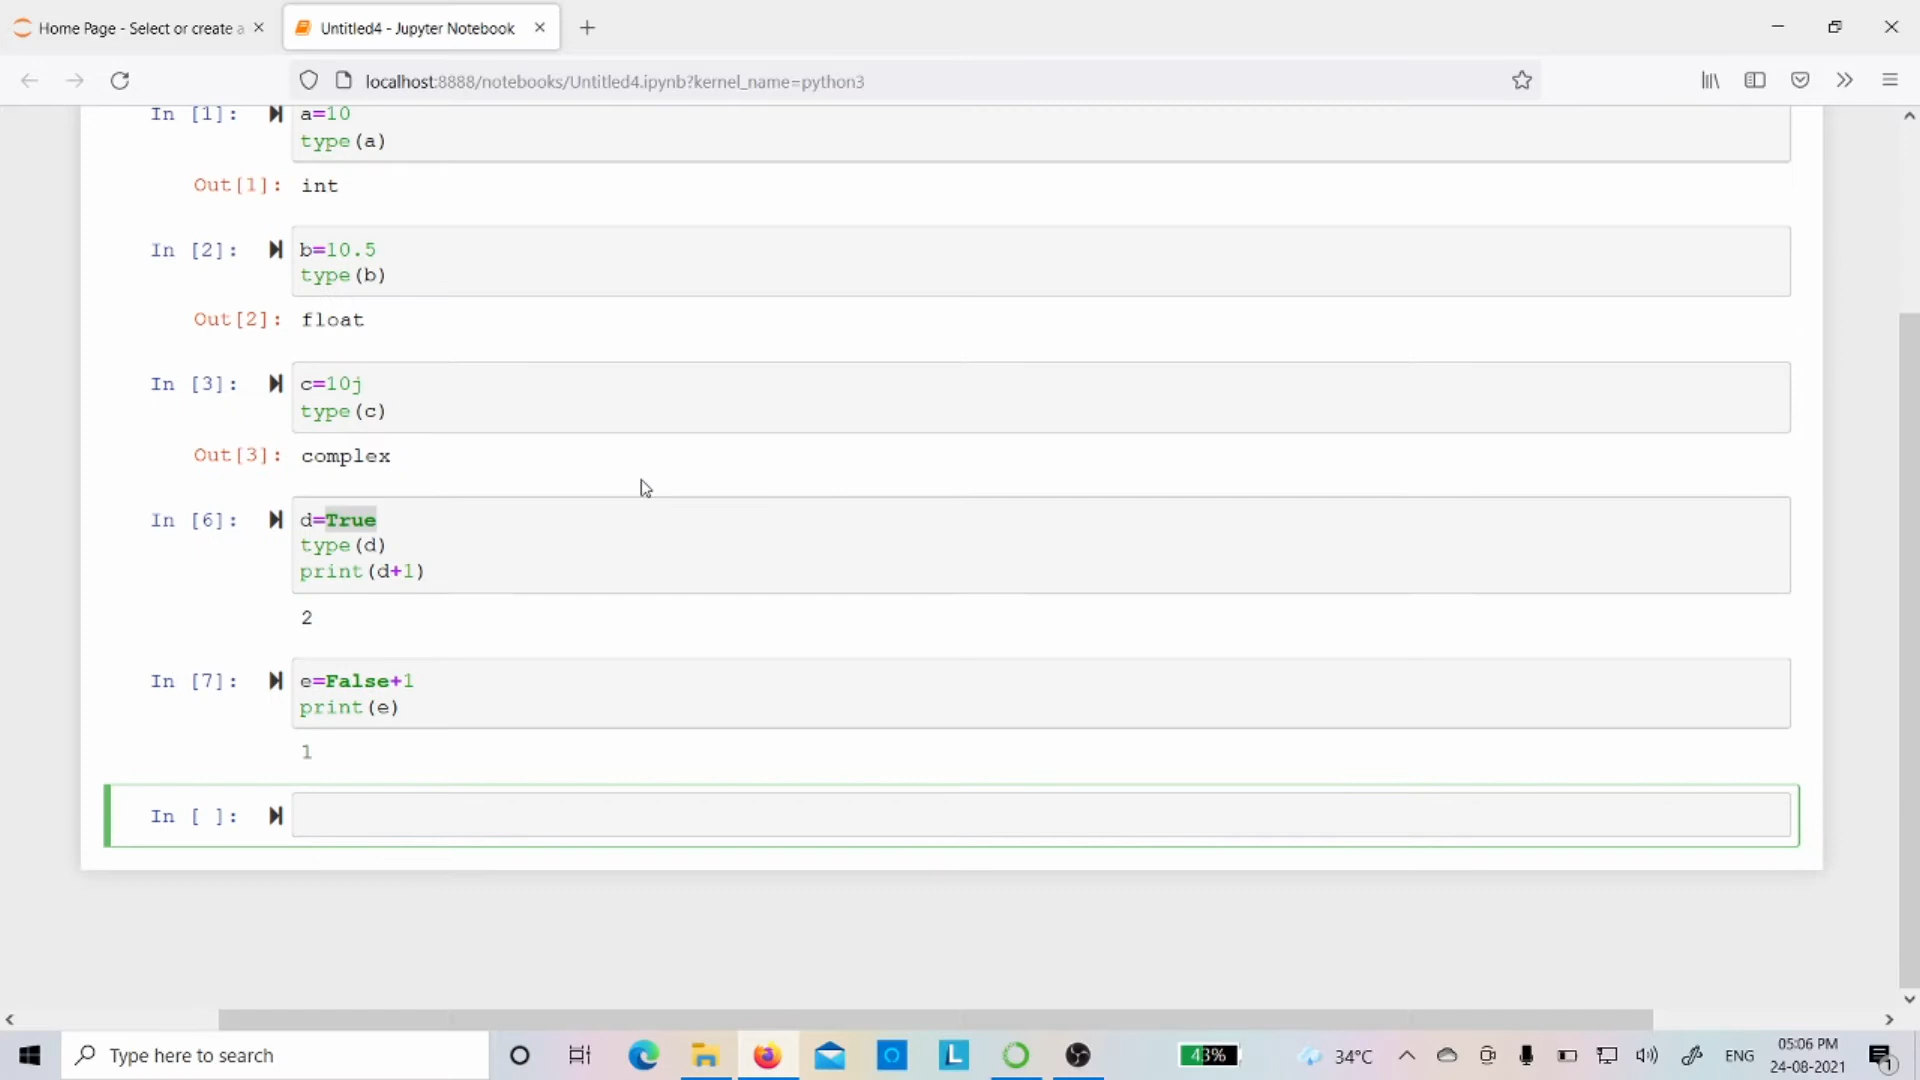 Home Page - Select or create a
Untitled4 - Jupyter Notebook
localhost:8888/notebooks/Untitled4.ipynb?kernel_name=python3
In [1]: a=10
type(a)
Out[1]: int
In [2]: b=10.5
type(b)
Out[2]: float
In [3]: c=10j
type(c)
Out[3]: complex
In [6]: d=True
type(d)
print(d+1)
2
In [7]: e=False+1
print(e)
1
In [ ]:
Type here to search
L
43%
34°C
ENG
05:06 PM
24-08-2021
1